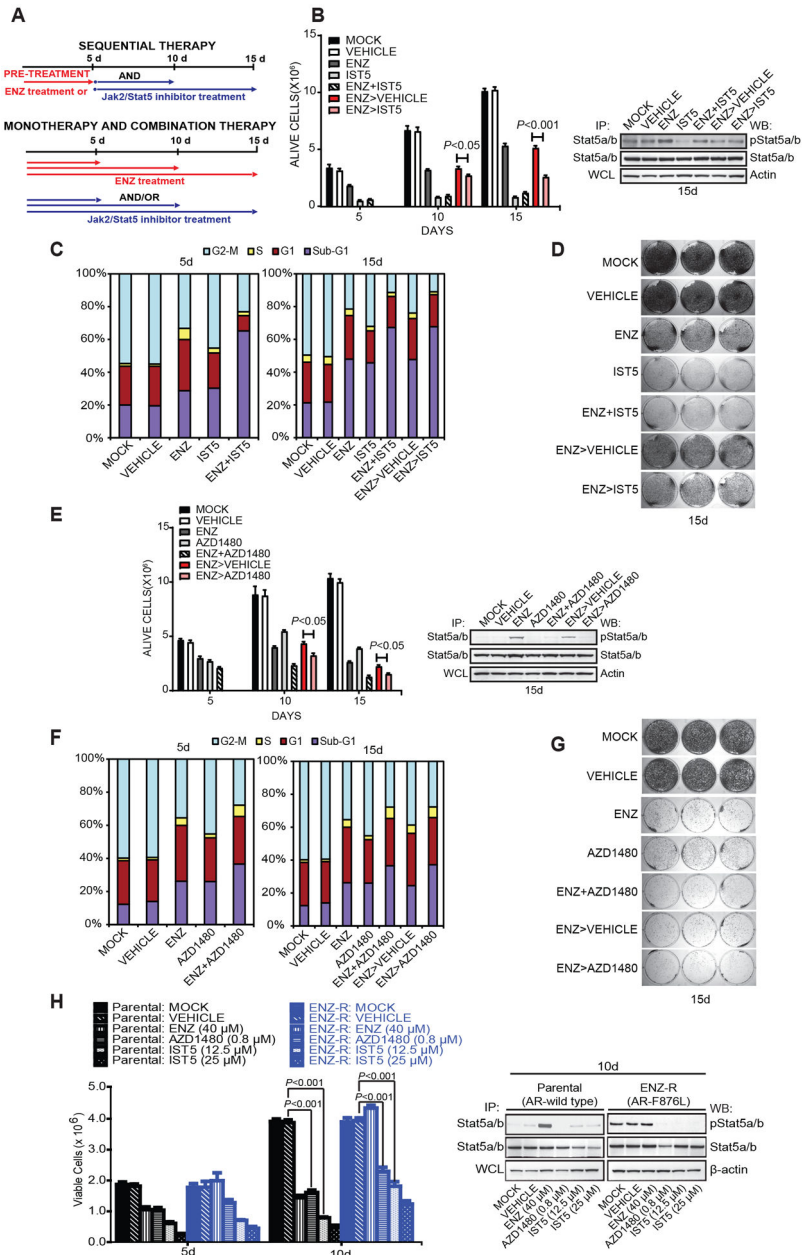 A
SEQUENTIAL THERAPY
5 d 10 d 15 d
PRE-TREATMENT AND
ENZ treatment or Jak2/Stat5 inhibitor treatment
MONOTHERAPY AND COMBINATION THERAPY
5 d 10 d 15 d
ENZ treatment
AND/OR
Jak2/Stat5 inhibitor treatment
B
MOCK
VEHICLE
ENZ
IST5
ENZ+IST5
ENZ>VEHICLE
ENZ>IST5
ALIVE CELLS(X10⁶)
15
10
5
0
P<0.05
P<0.001
5 10 15
DAYS
MOCK VEHICLE ENZ IST5 ENZ+IST5 ENZ>VEHICLE ENZ>IST5
IP: WB:
Stat5a/b pStat5a/b
Stat5a/b Stat5a/b
WCL Actin
15d
C
G2-M S G1 Sub-G1
5d 15d
100%
80%
60%
40%
20%
0%
MOCK VEHICLE ENZ IST5 ENZ+IST5
100%
80%
60%
40%
20%
0%
MOCK VEHICLE ENZ IST5 ENZ+IST5 ENZ>VEHICLE ENZ>IST5
D
MOCK
VEHICLE
ENZ
IST5
ENZ+IST5
ENZ>VEHICLE
ENZ>IST5
15d
E
MOCK
VEHICLE
ENZ
AZD1480
ENZ+AZD1480
ENZ>VEHICLE
ENZ>AZD1480
ALIVE CELLS(X10⁶)
15
10
5
0
P<0.05
P<0.05
5 10 15
DAYS
MOCK VEHICLE ENZ AZD1480 ENZ+AZD1480 ENZ>VEHICLE ENZ>AZD1480
IP: WB:
Stat5a/b pStat5a/b
Stat5a/b Stat5a/b
WCL Actin
15d
F
G2-M S G1 Sub-G1
5d 15d
100%
80%
60%
40%
20%
0%
MOCK VEHICLE ENZ AZD1480 ENZ+AZD1480
100%
80%
60%
40%
20%
0%
MOCK VEHICLE ENZ AZD1480 ENZ+AZD1480 ENZ>VEHICLE ENZ>AZD1480
G
MOCK
VEHICLE
ENZ
AZD1480
ENZ+AZD1480
ENZ>VEHICLE
ENZ>AZD1480
15d
H
Parental: MOCK ENZ-R: MOCK
Parental: VEHICLE ENZ-R: VEHICLE
Parental: ENZ (40 µM) ENZ-R: ENZ (40 µM)
Parental: AZD1480 (0.8 µM) ENZ-R: AZD1480 (0.8 µM)
Parental: IST5 (12.5 µM) ENZ-R: IST5 (12.5 µM)
Parental: IST5 (25 µM) ENZ-R: IST5 (25 µM)
Viable Cells (x 10⁶)
5.0
4.0
3.0
2.0
1.0
0
P<0.001
P<0.001
P<0.001
P<0.001
5d 10d
10d
Parental ENZ-R
(AR-wild type) (AR-F876L)
IP: WB:
Stat5a/b pStat5a/b
Stat5a/b Stat5a/b
WCL β-actin
MOCK VEHICLE ENZ (40 µM) AZD1480 (0.8 µM) IST5 (12.5 µM) IST5 (25 µM)
MOCK VEHICLE ENZ (40 µM) AZD1480 (0.8 µM) IST5 (12.5 µM) IST5 (25 µM)